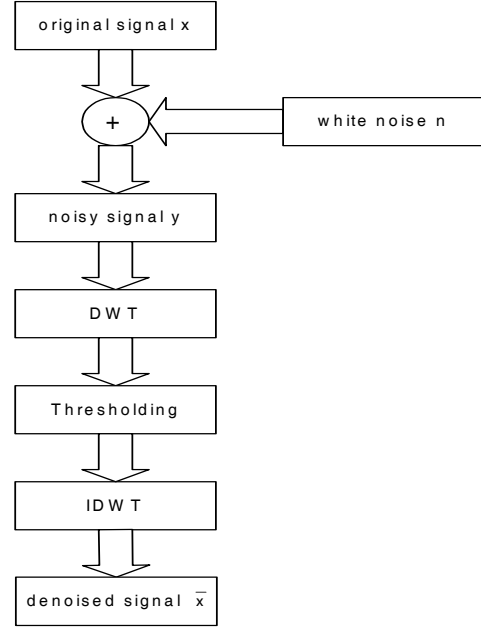 original signal x
+
white noise n
noisy signal y
DWT
Thresholding
IDWT
denoised signal x̄